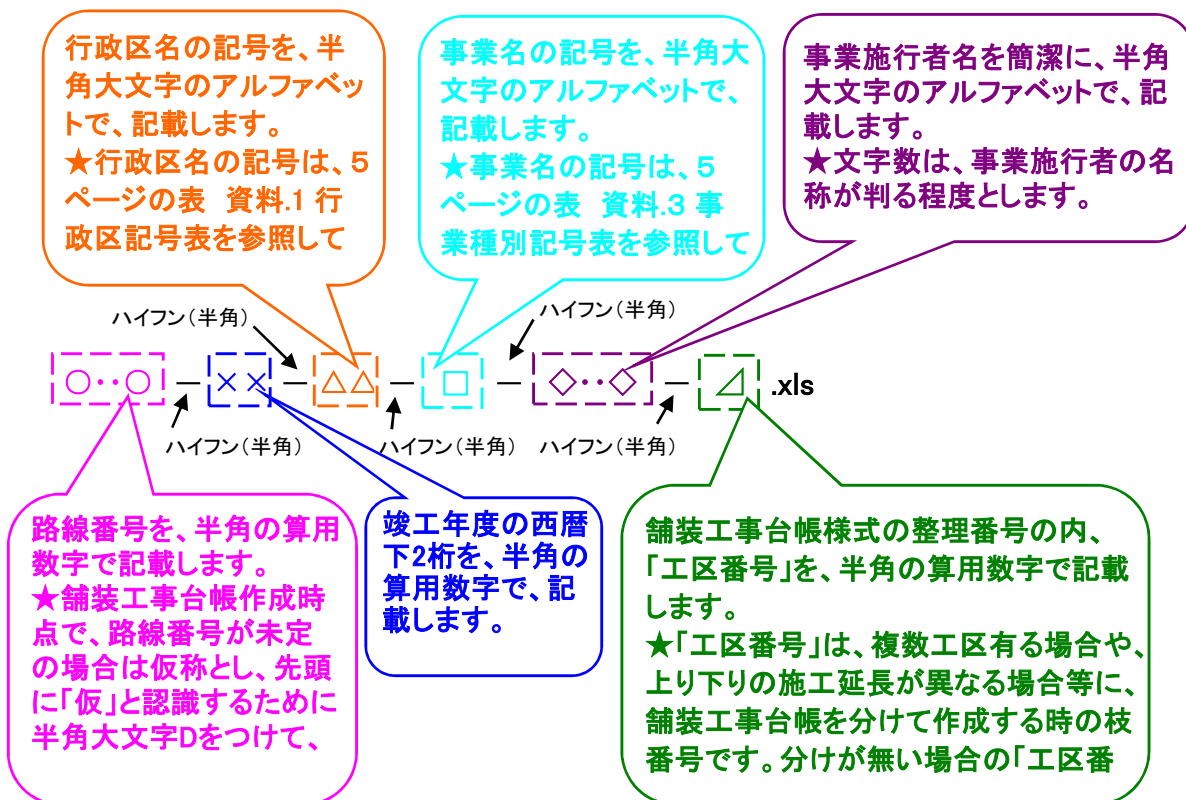 行政区名の記号を、半
角大文字のアルファベッ
トで、記載します。
★行政区名の記号は、5
ページの表　資料.1 行
政区記号表を参照して
事業名の記号を、半角大
文字のアルファベットで、
記載します。
★事業名の記号は、5
ページの表　資料.3 事
業種別記号表を参照して
事業施行者名を簡潔に、半角
大文字のアルファベットで、記
載します。
★文字数は、事業施行者の名
称が判る程度とします。
ハイフン（半角）
ハイフン（半角）
○‥○－××－△△－□－◇‥◇－⊿.xls
ハイフン（半角）
ハイフン（半角）
ハイフン（半角）
路線番号を、半角の算用
数字で記載します。
★舗装工事台帳作成時
点で、路線番号が未定
の場合は仮称とし、先頭
に「仮」と認識するために
半角大文字Dをつけて、
竣工年度の西暦
下2桁を、半角の
算用数字で、記
載します。
舗装工事台帳様式の整理番号の内、
「工区番号」を、半角の算用数字で記載
します。
★「工区番号」は、複数工区有る場合や、
上り下りの施工延長が異なる場合等に、
舗装工事台帳を分けて作成する時の枝
番号です。分けが無い場合の「工区番